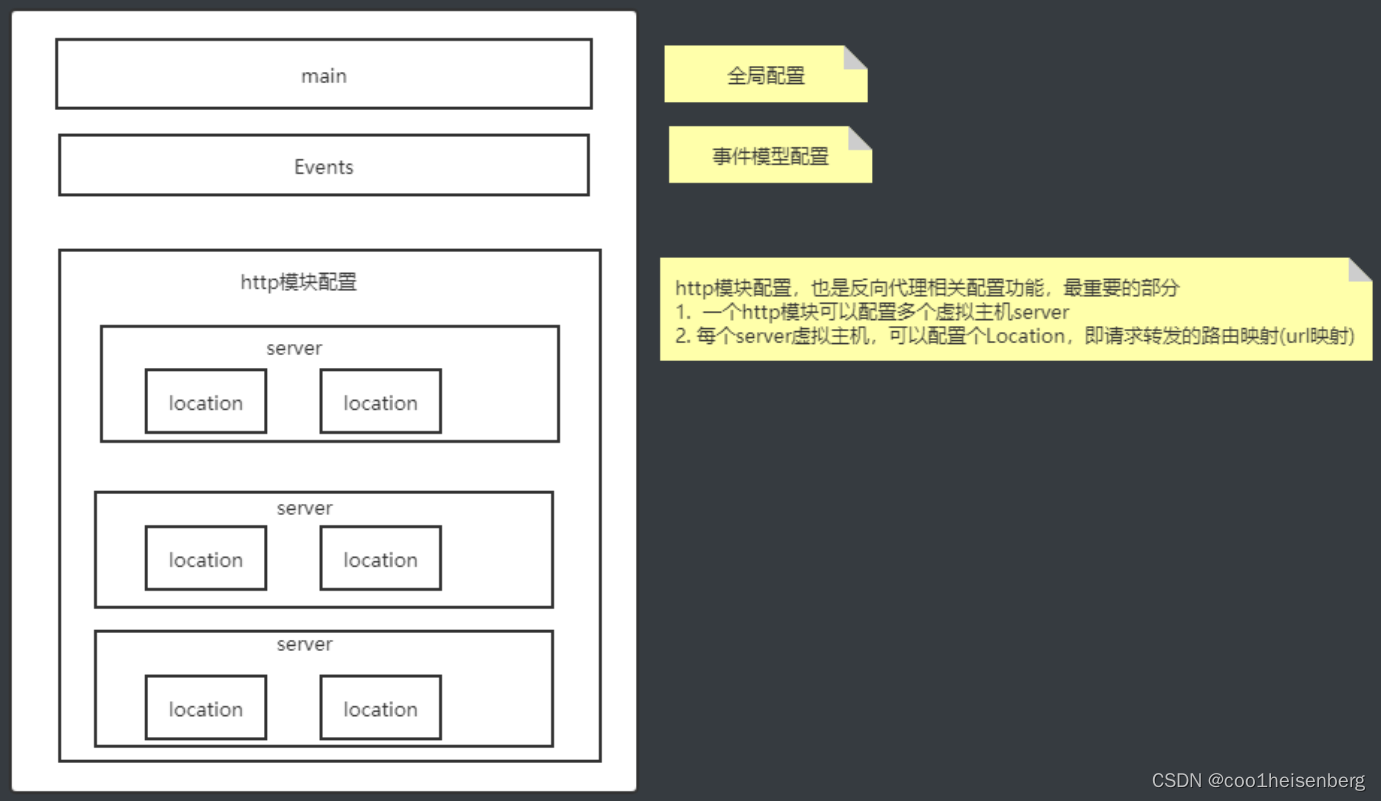 main
全局配置
Events
事件模型配置
http模块配置
http模块配置，也是反向代理相关配置功能，最重要的部分
1. 一个http模块可以配置多个虚拟主机server
2. 每个server虚拟主机，可以配置个Location，即请求转发的路由映射(url映射)
server
location location
server
location location
server
location location
CSDN @coo1heisenberg